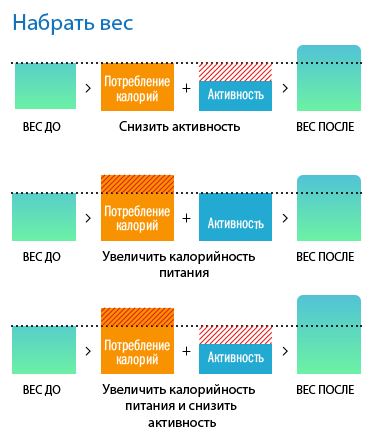 Набрать вес
Потребление
калорий
+
Активность
>
>
ВЕС ДО
Снизить активность
ВЕС ПОСЛЕ
>
Потребление
калорий
+
Активность
>
ВЕС ДО
Увеличить калорийность
питания
ВЕС ПОСЛЕ
>
Потребление
калорий
+
Активность
>
ВЕС ДО
Увеличить калорийность
питания и снизить
активность
ВЕС ПОСЛЕ